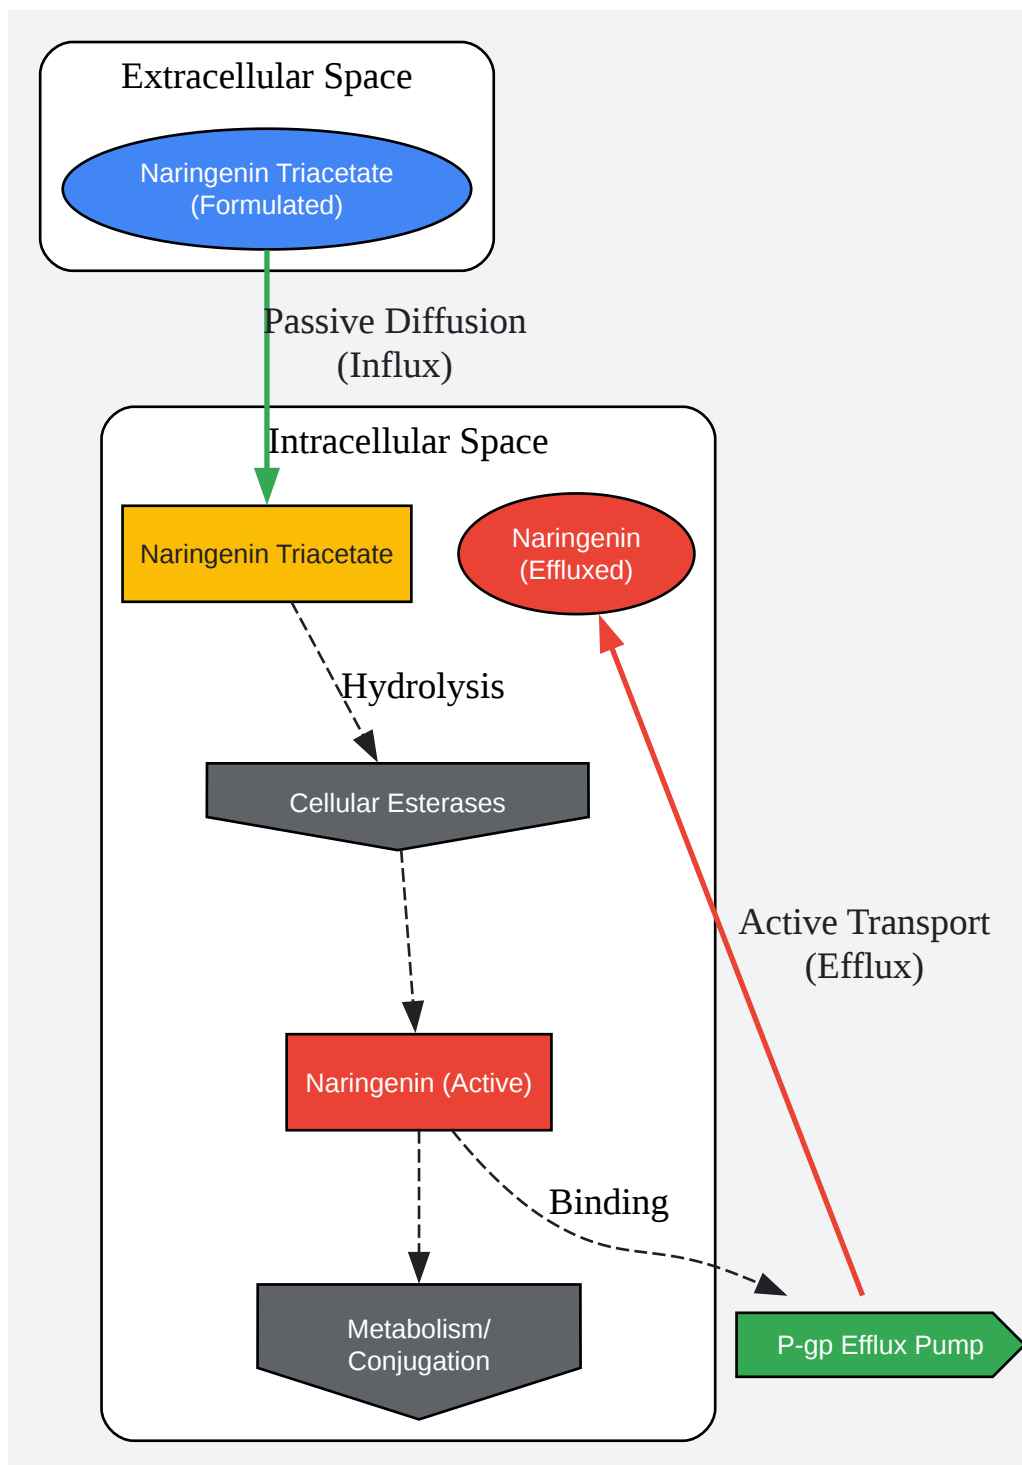 Extracellular Space
Naringenin Triacetate
(Formulated)
Passive Diffusion
(Influx)
Intracellular Space
Naringenin Triacetate
Naringenin
(Effluxed)
Hydrolysis
Cellular Esterases
Active Transport
(Efflux)
Naringenin (Active)
Binding
Metabolism/
Conjugation
P-gp Efflux Pump